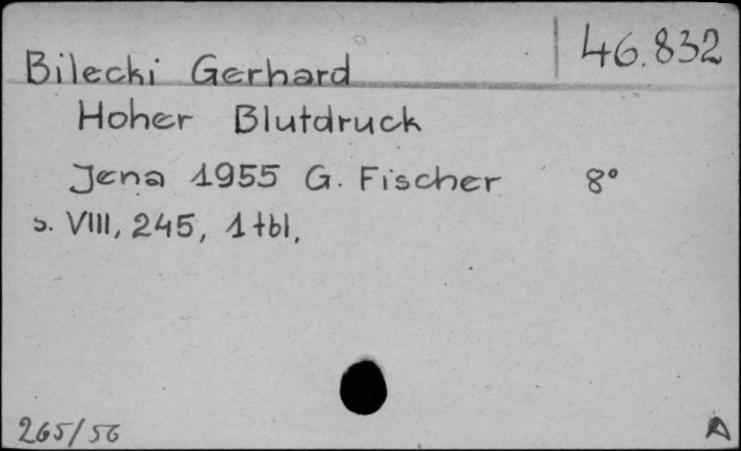 46.832
Bilecki Gerhard
Hoher Blutdruck
Jena 1955 G. Fischer 8°
s. VIII, 245, 1 tbl.
265/56
A